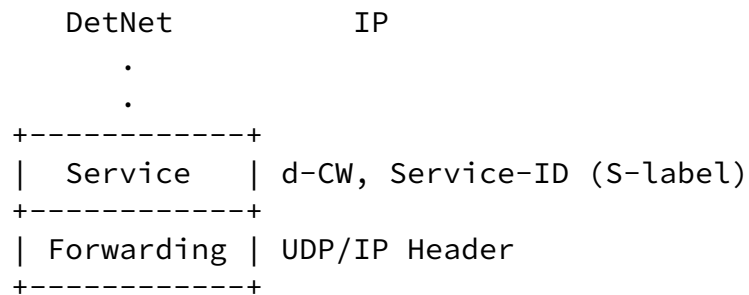 DetNet IP
.
.
+------------+
| Service | d-CW, Service-ID (S-label)
+------------+
| Forwarding | UDP/IP Header
+------------+